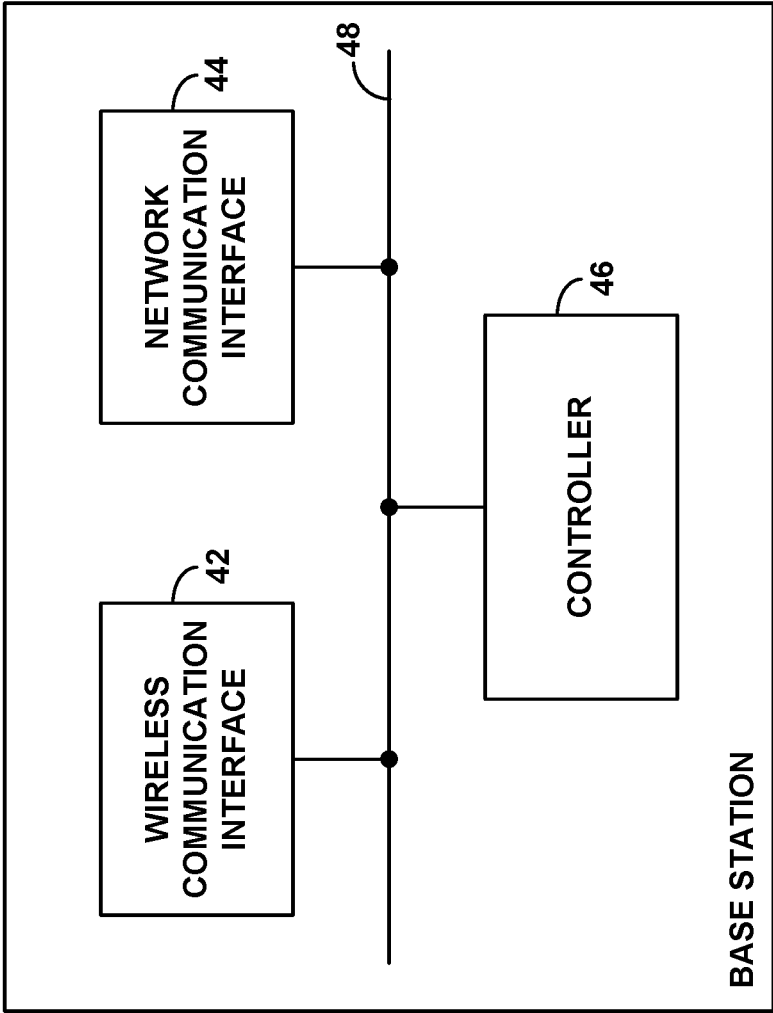 WIRELESS
COMMUNICATION
INTERFACE
42
NETWORK
COMMUNICATION
INTERFACE
44
48
CONTROLLER
46
BASE STATION